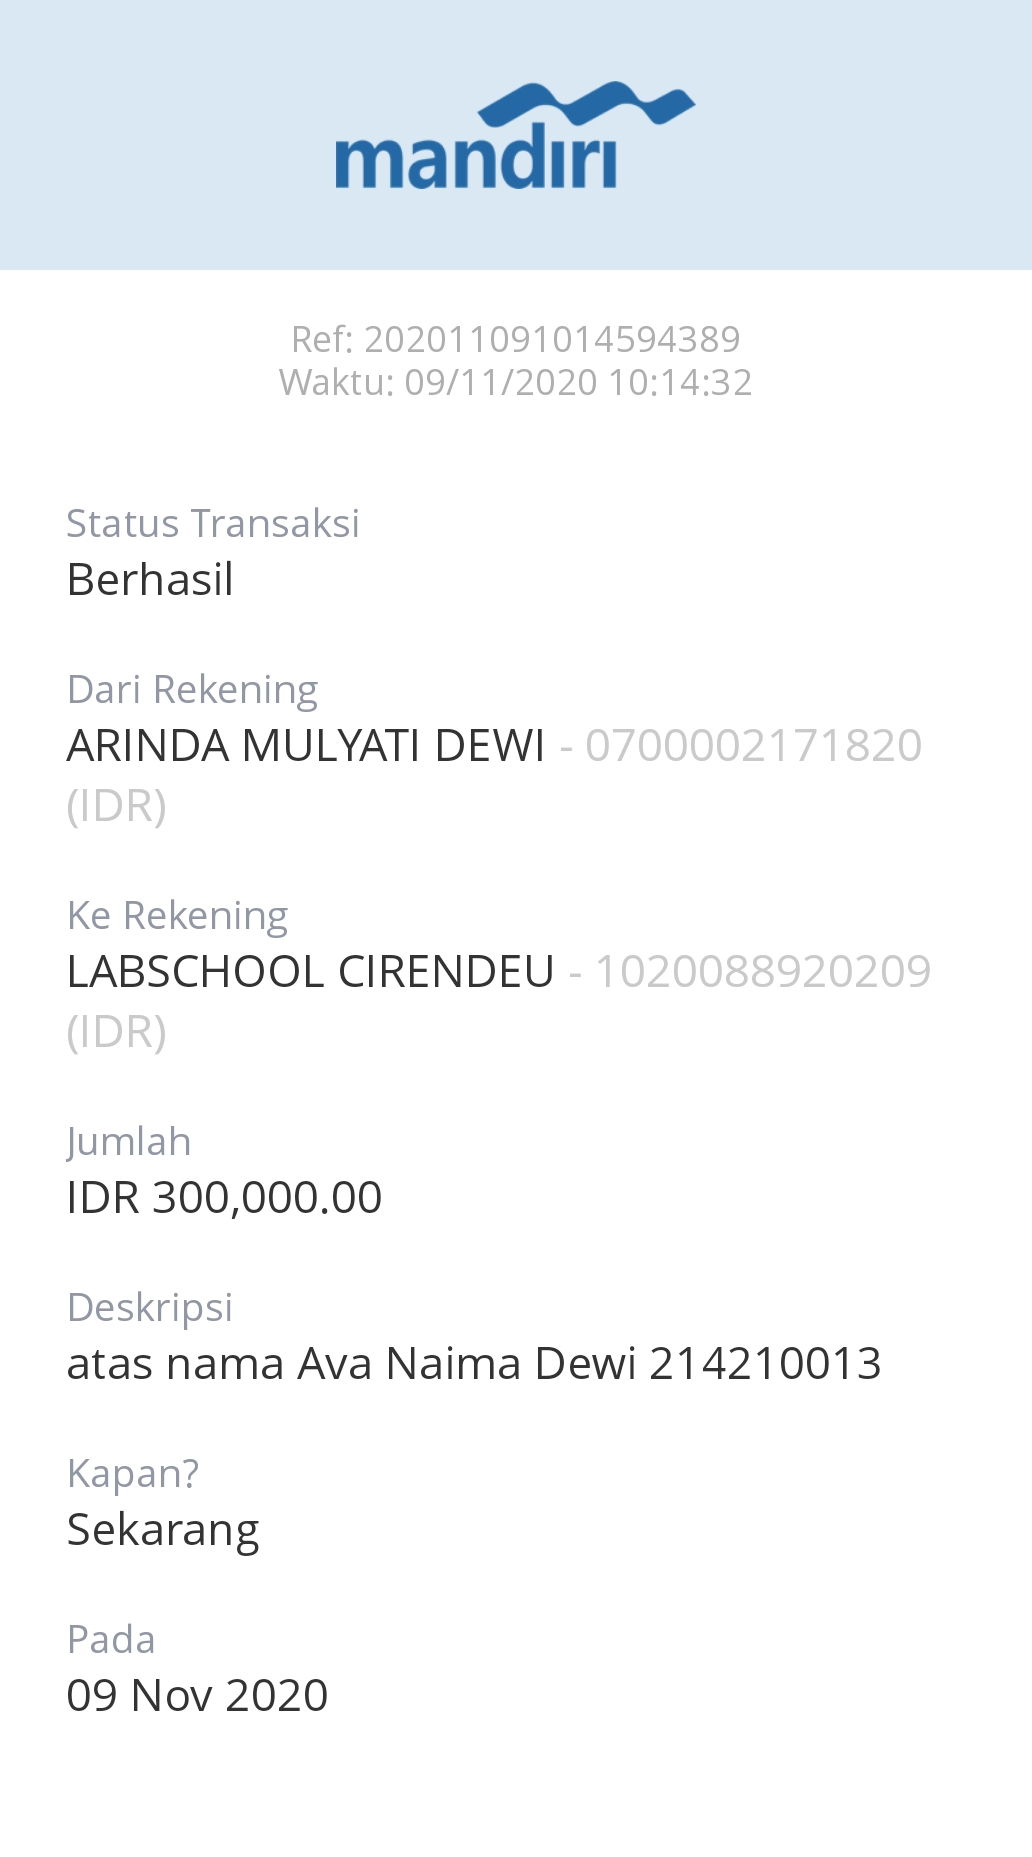 mandiri
Ref: 202011091014594389
Waktu: 09/11/2020 10:14:32
Status Transaksi
Berhasil
Dari Rekening
ARINDA MULYATI DEWI - 0700002171820
(IDR)
Ke Rekening
LABSCHOOL CIRENDEU - 1020088920209
(IDR)
Jumlah
IDR 300,000.00
Deskripsi
atas nama Ava Naima Dewi 214210013
Kapan?
Sekarang
Pada
09 Nov 2020